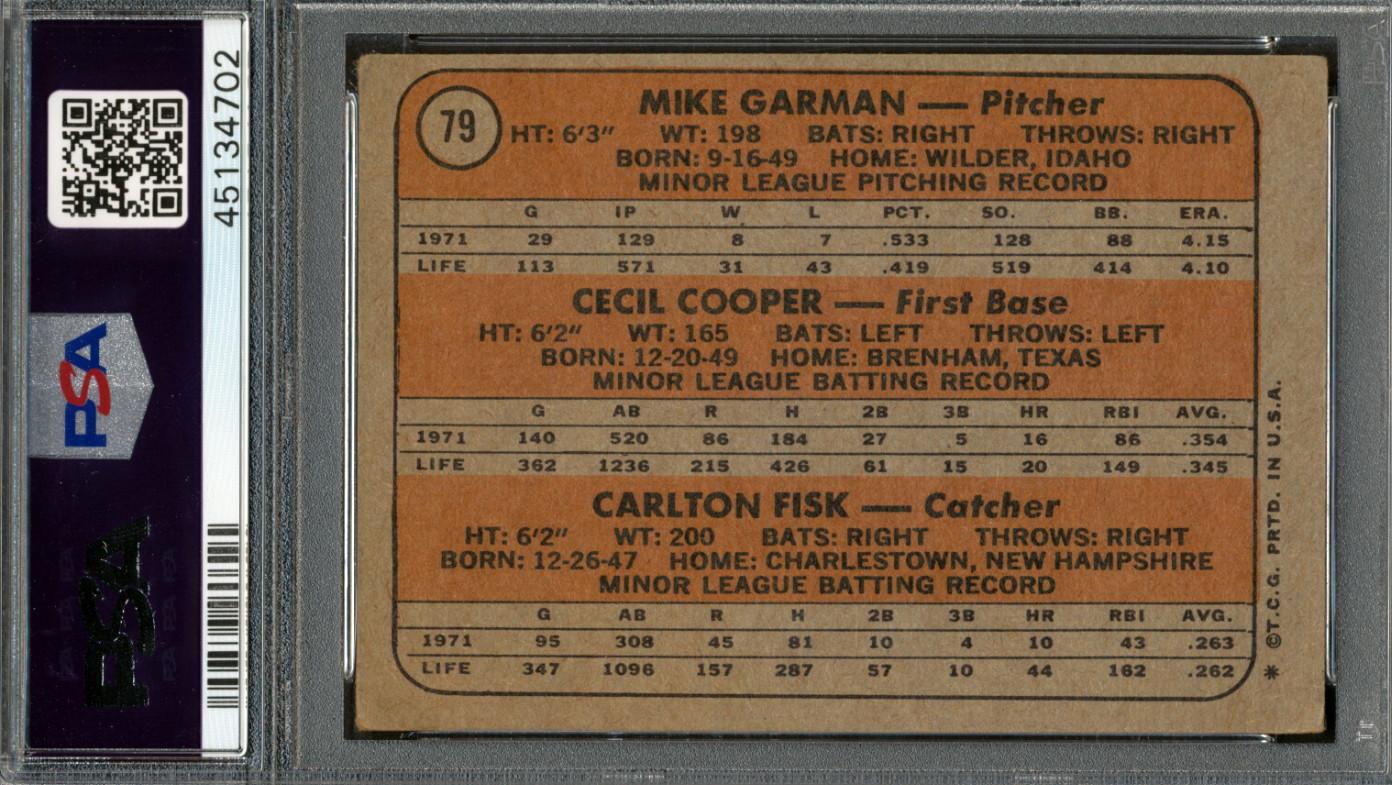 45134702
PSA
PSA
79
MIKE GARMAN — Pitcher
HT: 6'3" WT: 198 BATS: RIGHT THROWS: RIGHT
BORN: 9-16-49 HOME: WILDER, IDAHO
MINOR LEAGUE PITCHING RECORD
G IP W L PCT. SO. BB. ERA.
1971 29 129 8 7 .533 128 88 4.15
LIFE 113 571 31 43 .419 519 414 4.10
CECIL COOPER — First Base
HT: 6'2" WT: 165 BATS: LEFT THROWS: LEFT
BORN: 12-20-49 HOME: BRENHAM, TEXAS
MINOR LEAGUE BATTING RECORD
G AB R H 2B 3B HR RBI AVG.
1971 140 520 86 184 27 5 16 86 .354
LIFE 362 1236 215 426 61 15 20 149 .345
CARLTON FISK — Catcher
HT: 6'2" WT: 200 BATS: RIGHT THROWS: RIGHT
BORN: 12-26-47 HOME: CHARLESTOWN, NEW HAMPSHIRE
MINOR LEAGUE BATTING RECORD
G AB R H 2B 3B HR RBI AVG.
1971 95 308 45 81 10 4 10 43 .263
LIFE 347 1096 157 287 57 10 44 162 .262
* ©T.C.G. PRTD. IN U.S.A.